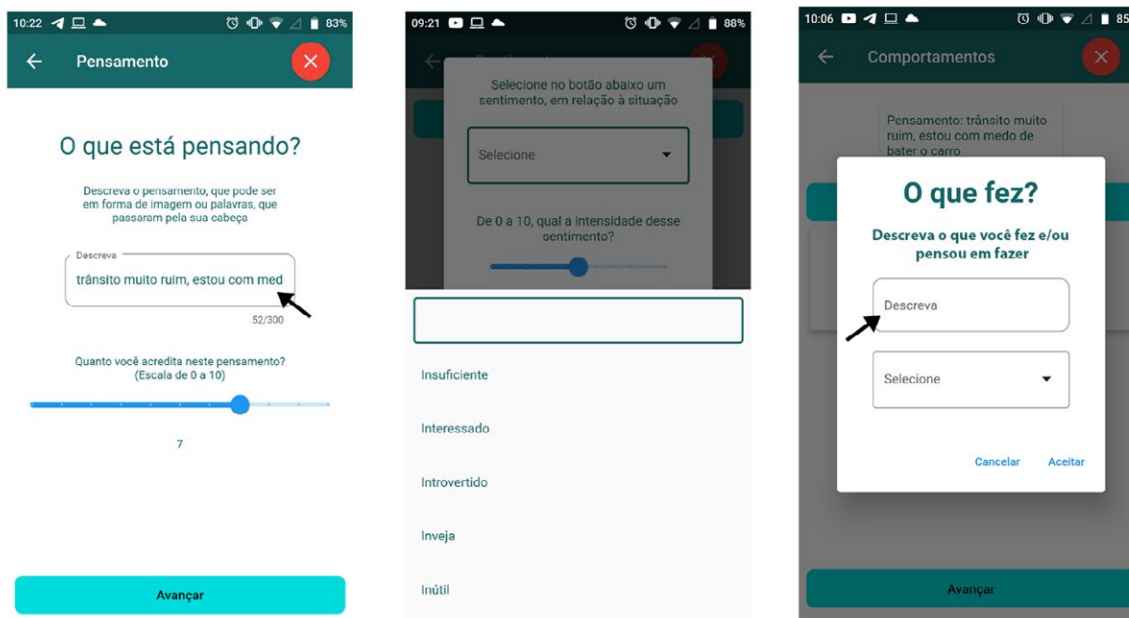 10:22 83%
Pensamento
O que está pensando?
Descreva o pensamento, que pode ser
em forma de imagem ou palavras, que
passaram pela sua cabeça
Descreva
trânsito muito ruim, estou com med
52/300
Quanto você acredita neste pensamento?
(Escala de 0 a 10)
7
Avançar
09:21 88%
Selecione no botão abaixo um
sentimento, em relação à situação
Selecione
De 0 a 10, qual a intensidade desse
sentimento?
Insuficiente
Interessado
Introvertido
Inveja
Inútil
10:06 85
Comportamentos
Pensamento: trânsito muito
ruim, estou com medo de
bater o carro
O que fez?
Descreva o que você fez e/ou
pensou em fazer
Descreva
Selecione
Cancelar Aceitar
Avançar